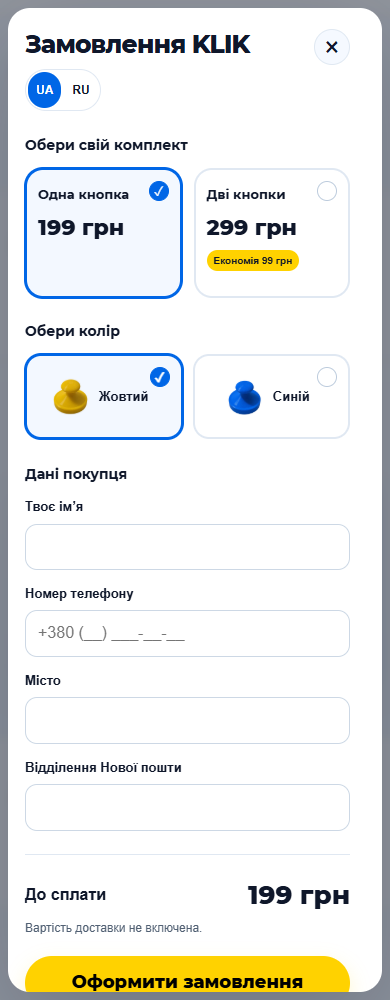 Замовлення KLIK
×
UA RU
Обери свій комплект
Одна кнопка
199 грн
Дві кнопки
299 грн
Економія 99 грн
Обери колір
Жовтий
Синій
Дані покупця
Твоє ім’я
Номер телефону
+380 (__) ___-__-__
Місто
Відділення Нової пошти
До сплати 199 грн
Вартість доставки не включена.
Оформити замовлення